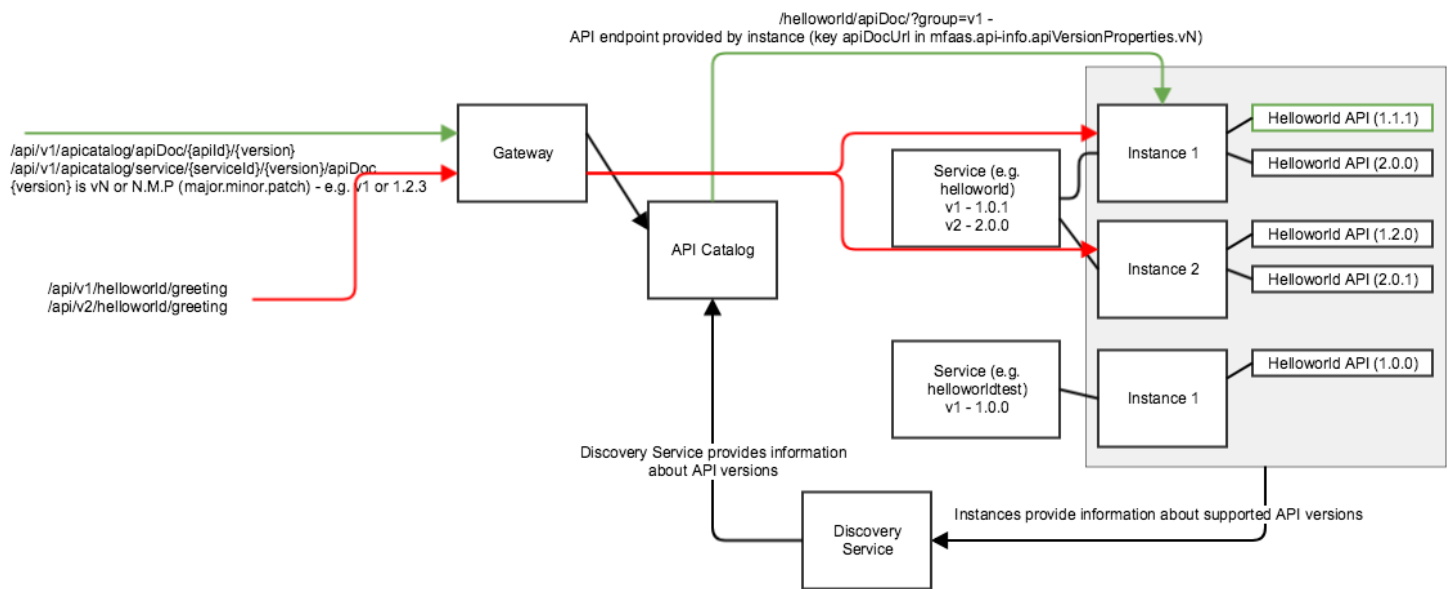 /helloworld/apiDoc/?group=v1 -
API endpoint provided by instance (key apiDocUrl in mfaas.api-info.apiVersionProperties.vN)
/api/v1/apicatalog/apiDoc/{apiId}/{version}
/api/v1/apicatalog/service/{serviceId}/{version}/apiDoc
{version} is vN or N.M.P (major.minor.patch) - e.g. v1 or 1.2.3
Gateway
API Catalog
Service (e.g.
helloworld)
v1 - 1.0.1
v2 - 2.0.0
Instance 1
Helloworld API (1.1.1)
Helloworld API (2.0.0)
Instance 2
Helloworld API (1.2.0)
Helloworld API (2.0.1)
/api/v1/helloworld/greeting
/api/v2/helloworld/greeting
Service (e.g.
helloworldtest)
v1 - 1.0.0
Instance 1
Helloworld API (1.0.0)
Discovery Service provides information
about API versions
Discovery
Service
Instances provide information about supported API versions